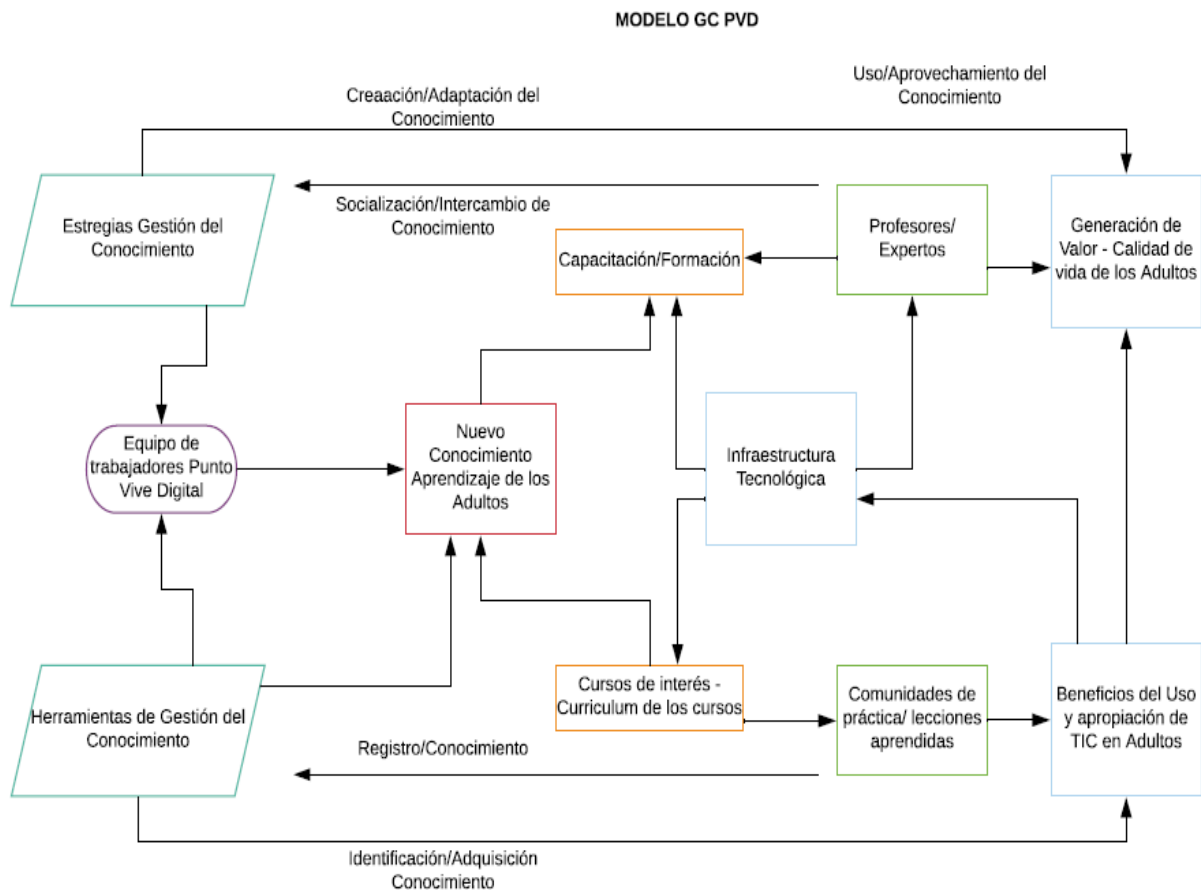 MODELO GC PVD
Uso/Aprovechamiento del
Conocimiento
Creaación/Adaptación del
Conocimiento
Socialización/Intercambio de
Conocimiento
Estregias Gestión del
Conocimiento
Capacitación/Formación
Profesores/
Expertos
Generación de
Valor - Calidad de
vida de los Adultos
Equipo de
trabajadores Punto
Vive Digital
Nuevo
Conocimiento
Aprendizaje de los
Adultos
Infraestructura
Tecnológica
Herramientas de Gestión del
Conocimiento
Cursos de interés -
Curriculum de los cursos
Comunidades de
práctica/ lecciones
aprendidas
Beneficios del Uso
y apropiación de
TIC en Adultos
Registro/Conocimiento
Identificación/Adquisición
Conocimiento